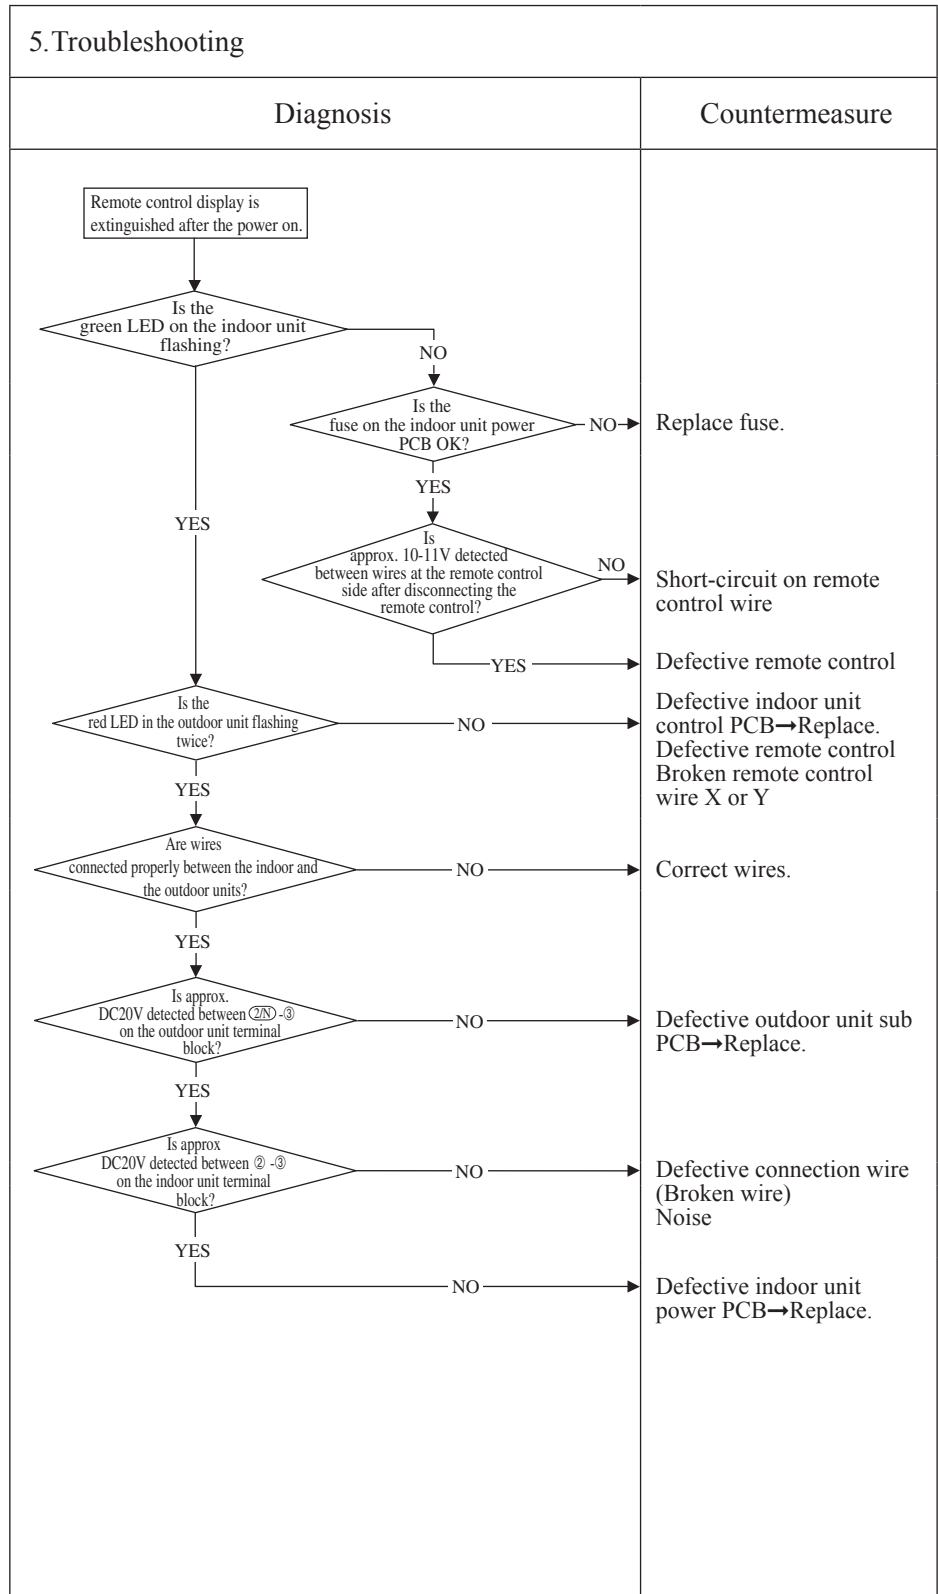 5.Troubleshooting
Diagnosis
Countermeasure
Remote control display is
extinguished after the power on.
Is the
green LED on the indoor unit
flashing?
NO
Is the
fuse on the indoor unit power
PCB OK?
NO
Replace fuse.
YES
YES
Is
approx. 10-11V detected
between wires at the remote control
side after disconnecting the
remote control?
NO
Short-circuit on remote
control wire
YES
Defective remote control
Is the
red LED in the outdoor unit flashing
twice?
NO
Defective indoor unit
control PCB→Replace.
Defective remote control
Broken remote control
wire X or Y
YES
Are wires
connected properly between the indoor and
the outdoor units?
NO
Correct wires.
YES
Is approx.
DC20V detected between 2/N -③
on the outdoor unit terminal
block?
NO
Defective outdoor unit sub
PCB→Replace.
YES
Is approx
DC20V detected between ② -③
on the indoor unit terminal
block?
NO
Defective connection wire
(Broken wire)
Noise
YES
NO
Defective indoor unit
power PCB→Replace.